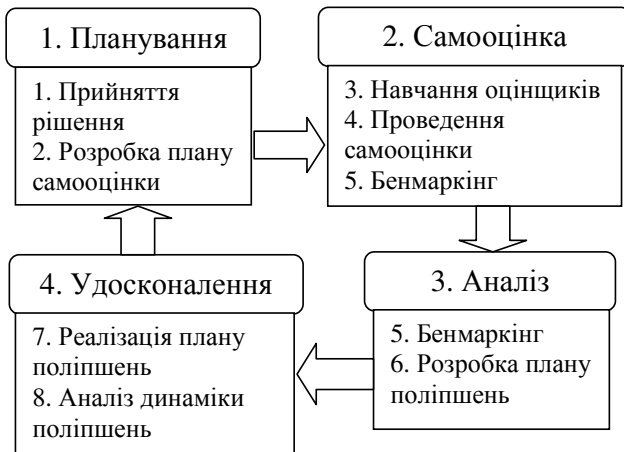 1. Планування
1. Прийняття
рішення
2. Розробка плану
самооцінки
2. Самооцінка
3. Навчання оцінщиків
4. Проведення
самооцінки
5. Бенмаркінг
3. Аналіз
5. Бенмаркінг
6. Розробка плану
поліпшень
4. Удосконалення
7. Реалізація плану
поліпшень
8. Аналіз динаміки
поліпшень